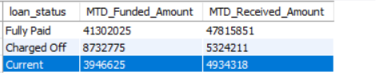 loan_status MTD_Funded_Amount MTD_Received_Amount
Fully Paid 41302025 47815851
Charged Off 8732775 5324211
Current 3946625 4934318